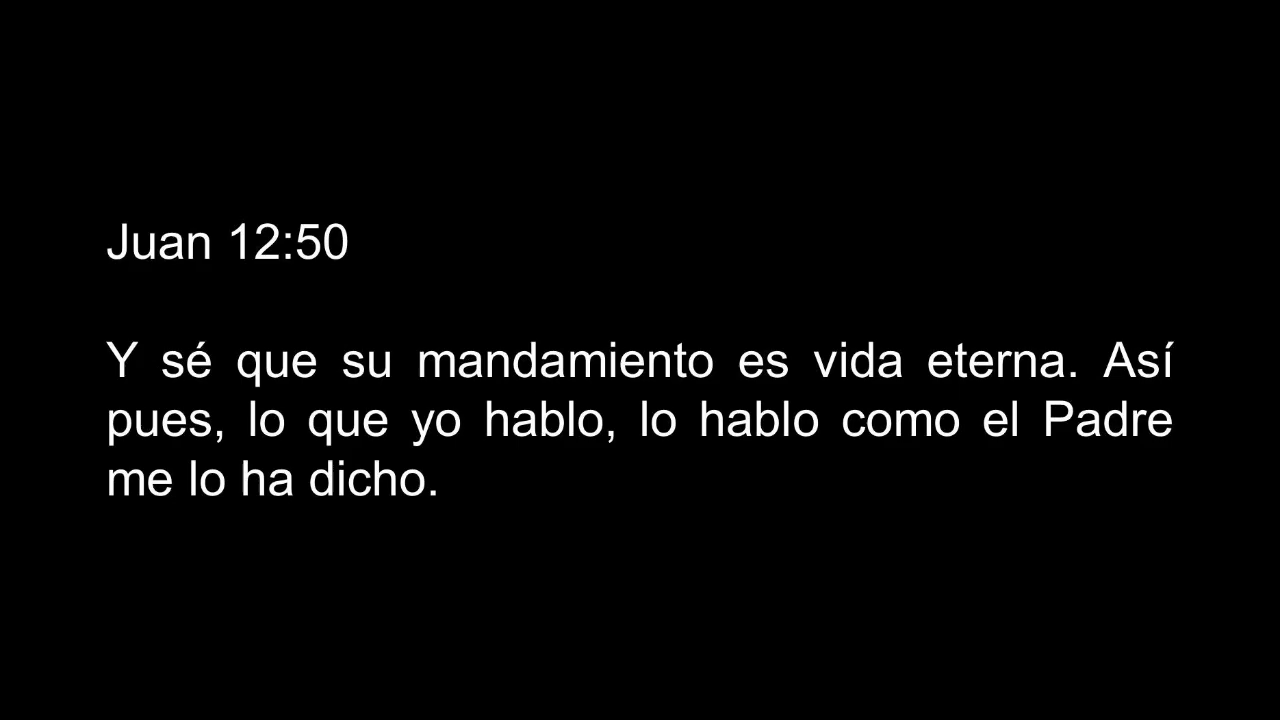 Juan 12:50
Y sé que su mandamiento es vida eterna. Así
pues, lo que yo hablo, lo hablo como el Padre
me lo ha dicho.